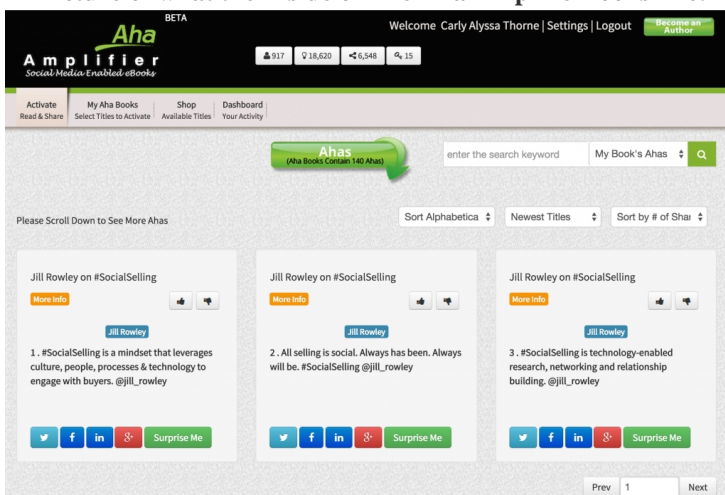 BETA
Aha
Amplifier
Social Media Enabled eBooks
Welcome Carly Alyssa Thorne | Settings | Logout
Become an
Author
917
18,620
6,548
15
Activate
Read & Share
My Aha Books
Select Titles to Activate
Shop
Available Titles
Dashboard
Your Activity
Ahas
(Aha Books Contain 140 Ahas)
enter the search keyword
My Book's Ahas
Please Scroll Down to See More Ahas
Sort Alphabetica
Newest Titles
Sort by # of Shar
Jill Rowley on #SocialSelling
More Info
Jill Rowley
1 . #SocialSelling is a mindset that leverages
culture, people, processes & technology to
engage with buyers. @jill_rowley
f
in
8+
Surprise Me
Jill Rowley on #SocialSelling
More Info
Jill Rowley
2 . All selling is social. Always has been. Always
will be. #SocialSelling @jill_rowley
f
in
8+
Surprise Me
Jill Rowley on #SocialSelling
More Info
Jill Rowley
3 . #SocialSelling is technology-enabled
research, networking and relationship
building. @jill_rowley
f
in
8+
Surprise Me
Prev
1
Next